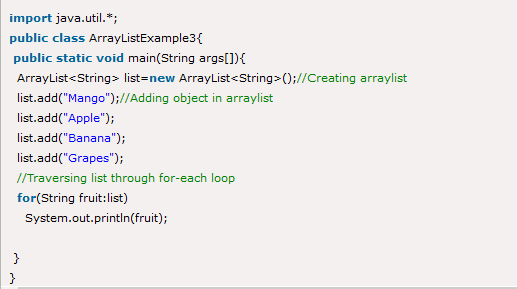 import java.util.*;
public class ArrayListExample3{
public static void main(String args[]){
ArrayList<String> list=new ArrayList<String>();//Creating arraylist
list.add("Mango");//Adding object in arraylist
list.add("Apple");
list.add("Banana");
list.add("Grapes");
//Traversing list through for-each loop
for(String fruit:list)
System.out.println(fruit);
}
}